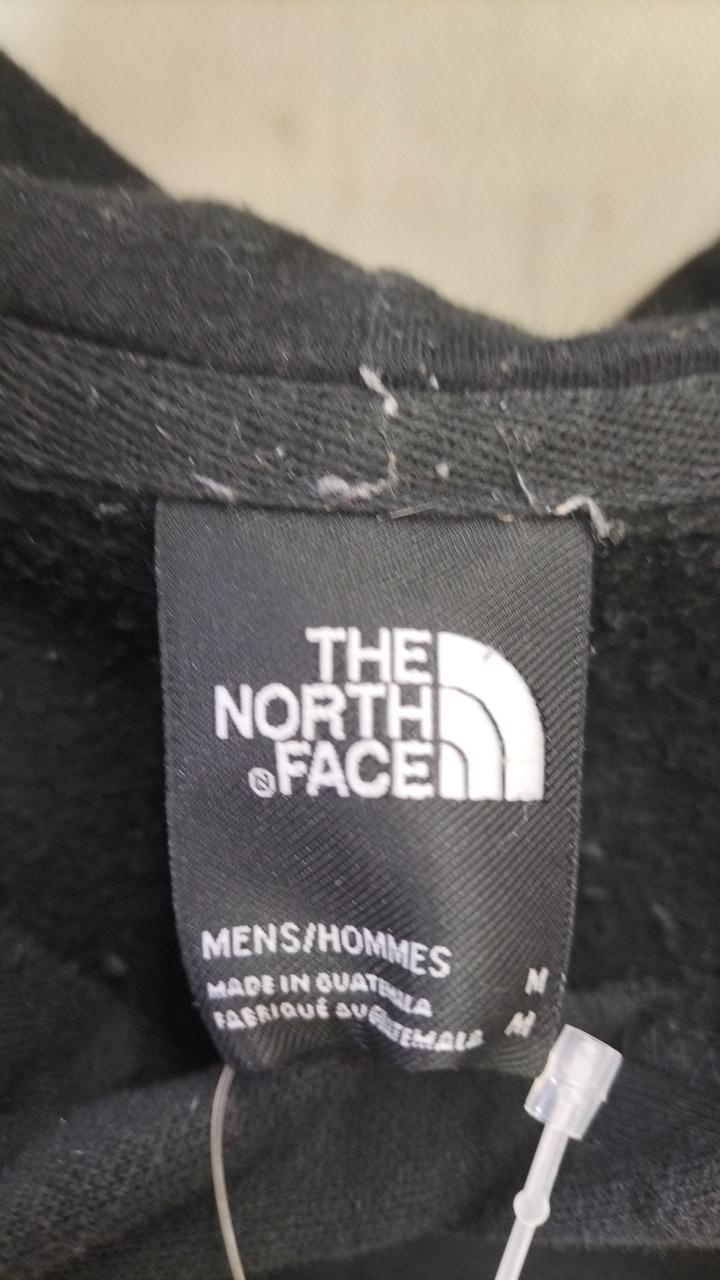 THE
NORTH
®FACE
MENS/HOMMES
MADE IN GUATEMALA M
FABRIQUÉ AU GUATEMALA M